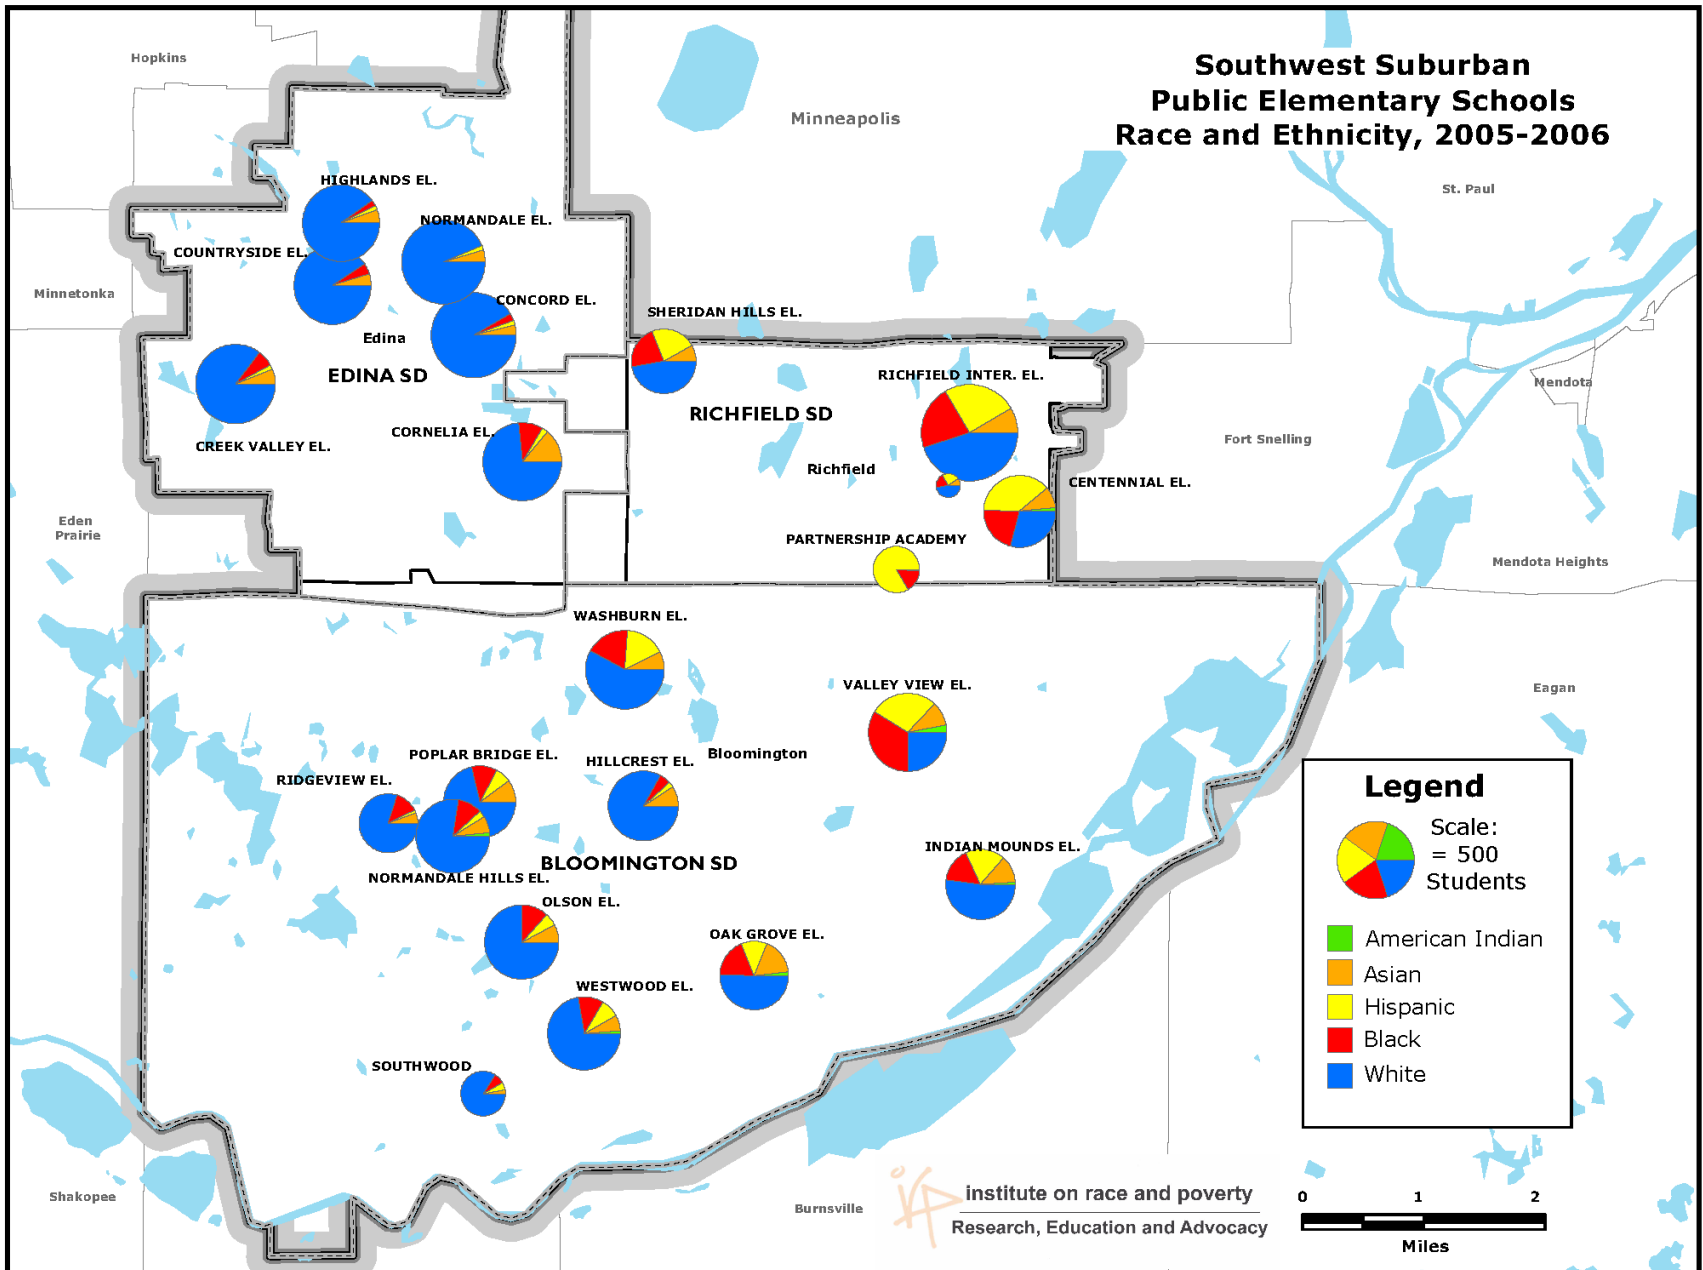 Southwest Suburban
Public Elementary Schools
Race and Ethnicity, 2005-2006
Hopkins
Minneapolis
St. Paul
HIGHLANDS EL.
NORMANDALE EL.
COUNTRYSIDE EL.
Minnetonka
CONCORD EL.
SHERIDAN HILLS EL.
Edina
EDINA SD
RICHFIELD INTER. EL.
Mendota
RICHFIELD SD
CREEK VALLEY EL.
CORNELIA EL.
Fort Snelling
Richfield
CENTENNIAL EL.
Eden
Prairie
PARTNERSHIP ACADEMY
Mendota Heights
WASHBURN EL.
VALLEY VIEW EL.
Eagan
POPLAR BRIDGE EL.
HILLCREST EL.
Bloomington
RIDGEVIEW EL.
BLOOMINGTON SD
INDIAN MOUNDS EL.
NORMANDALE HILLS EL.
OLSON EL.
OAK GROVE EL.
WESTWOOD EL.
SOUTHWOOD
Legend
Scale:
= 500
Students
American Indian
Asian
Hispanic
Black
White
Shakopee
Burnsville
irp
institute on race and poverty
Research, Education and Advocacy
0 1 2
Miles